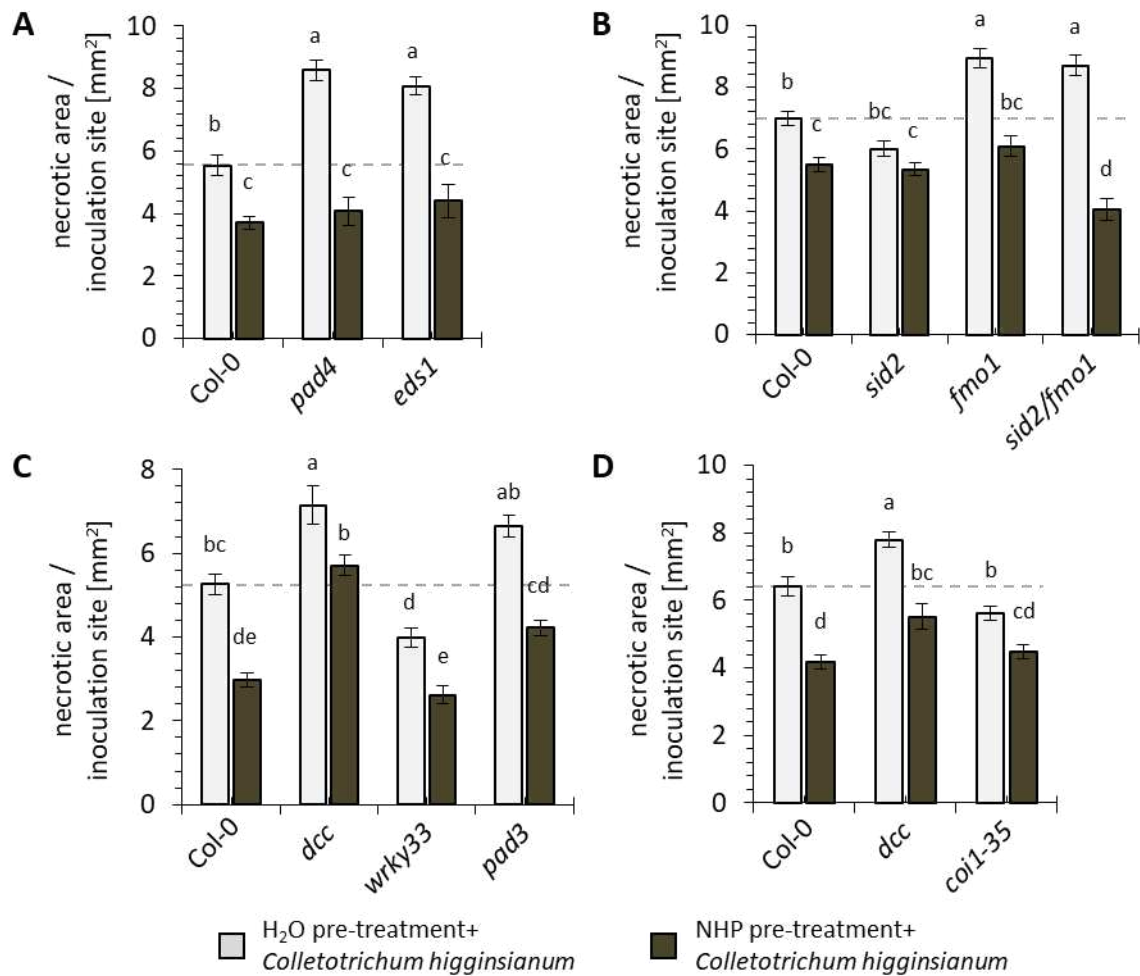 A
necrotic area /
inoculation site [mm²]
10
8
6
4
2
0
b
c
a
c
a
c
Col-0
pad4
eds1
B
necrotic area /
inoculation site [mm²]
10
8
6
4
2
0
b
c
bc
c
a
bc
a
d
Col-0
sid2
fmo1
sid2/fmo1
C
necrotic area /
inoculation site [mm²]
8
6
4
2
0
bc
de
a
b
d
e
ab
cd
Col-0
dcc
wrky33
pad3
D
necrotic area /
inoculation site [mm²]
10
8
6
4
2
0
b
d
a
bc
b
cd
Col-0
dcc
coi1-35
H₂O pre-treatment+
Colletotrichum higginsianum
NHP pre-treatment+
Colletotrichum higginsianum